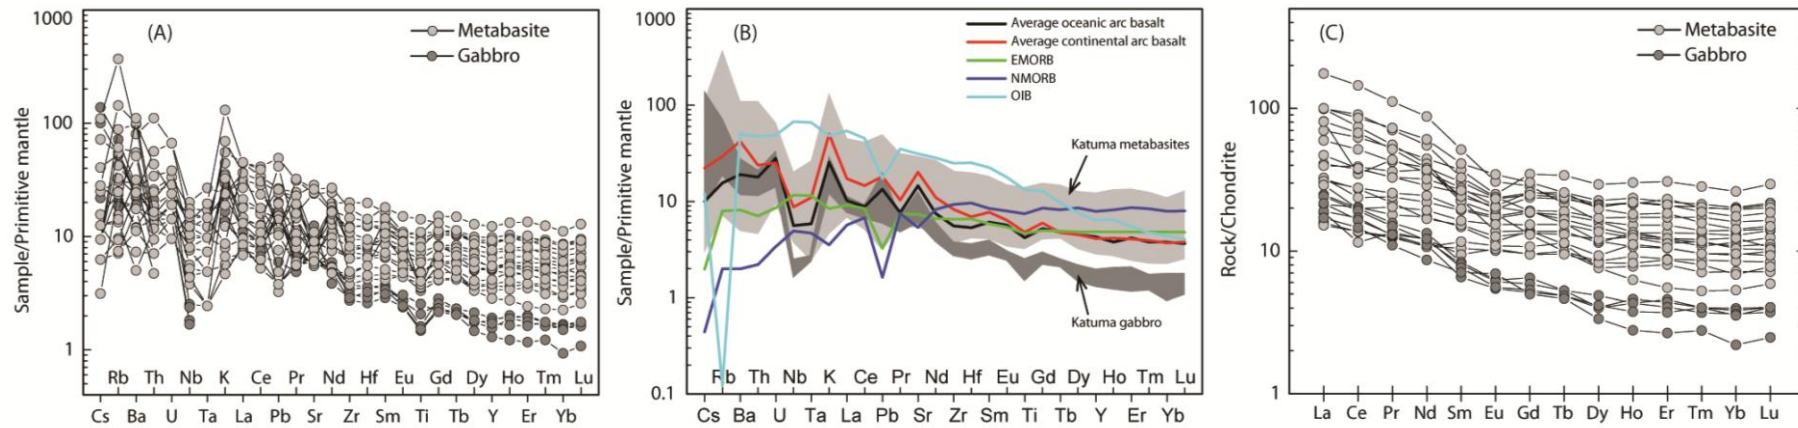 (A)
Metabasite
Gabbro
Sample/Primitive mantle
1000
100
10
1
Rb Th Nb K Ce Pr Nd Hf Eu Gd Dy Ho Tm Lu
Cs Ba U Ta La Pb Sr Zr Sm Ti Tb Y Er Yb
(B)
Average oceanic arc basalt
Average continental arc basalt
EMORB
NMORB
OIB
Katuma metabasites
Katuma gabbro
Sample/Primitive mantle
1000
100
10
1
0.1
Rb Th Nb K Ce Pr Nd Hf Eu Gd Dy Ho Tm Lu
Cs Ba U Ta La Pb Sr Zr Sm Ti Tb Y Er Yb
(C)
Metabasite
Gabbro
Rock/Chondrite
100
10
1
La Ce Pr Nd Sm Eu Gd Tb Dy Ho Er Tm Yb Lu